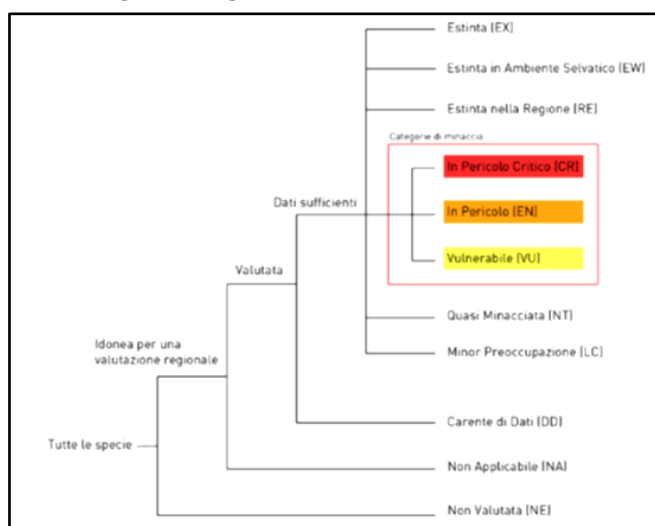 Estinta (EX)
Estinta in Ambiente Selvatico (EW)
Estinta nella Regione (RE)
Categorie di minaccia
In Pericolo Critico (CR)
Dati sufficienti
In Pericolo (EN)
Vulnerabile (VU)
Valutata
Quasi Minacciata (NT)
Idonea per una
valutazione regionale
Minor Preoccupazione (LC)
Carente di Dati (DD)
Tutte le specie
Non Applicabile (NA)
Non Valutata (NE)